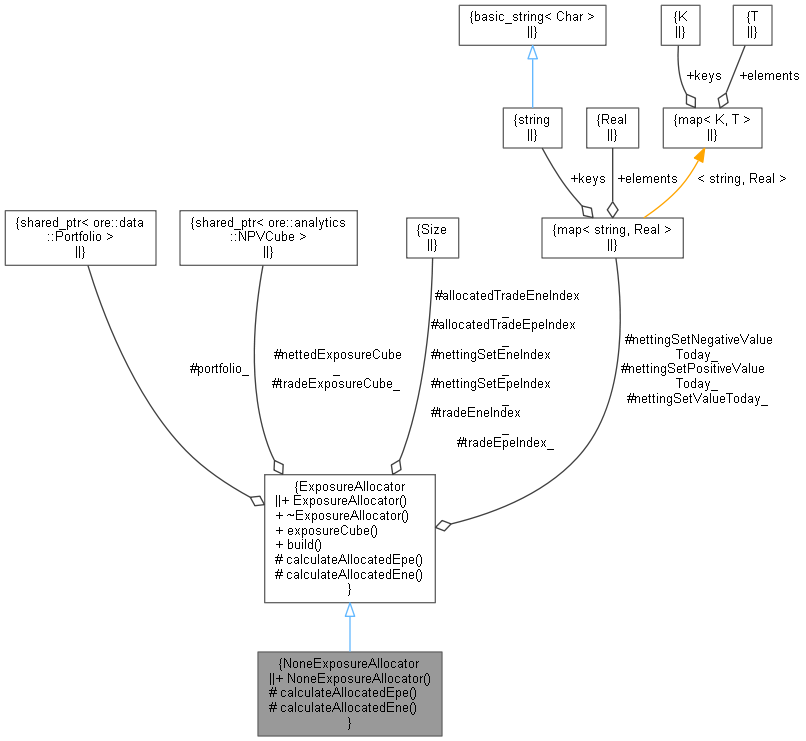 {basic_string< Char >
||}
{K
||}
{T
||}
+keys
+elements
{string
||}
{Real
||}
{map< K, T >
||}
+keys
+elements
< string, Real >
{shared_ptr< ore::data
::Portfolio >
||}
{shared_ptr< ore::analytics
::NPVCube >
||}
{Size
||}
{map< string, Real >
||}
#portfolio_
#nettedExposureCube
_
#tradeExposureCube_
#allocatedTradeEneIndex
_
#allocatedTradeEpeIndex
_
#nettingSetEneIndex
_
#nettingSetEpeIndex
_
#tradeEneIndex
_
#tradeEpeIndex_
#nettingSetNegativeValue
Today_
#nettingSetPositiveValue
Today_
#nettingSetValueToday_
{ExposureAllocator
||+ ExposureAllocator()
+ ~ExposureAllocator()
+ exposureCube()
+ build()
# calculateAllocatedEpe()
# calculateAllocatedEne()
}
{NoneExposureAllocator
||+ NoneExposureAllocator()
# calculateAllocatedEpe()
# calculateAllocatedEne()
}